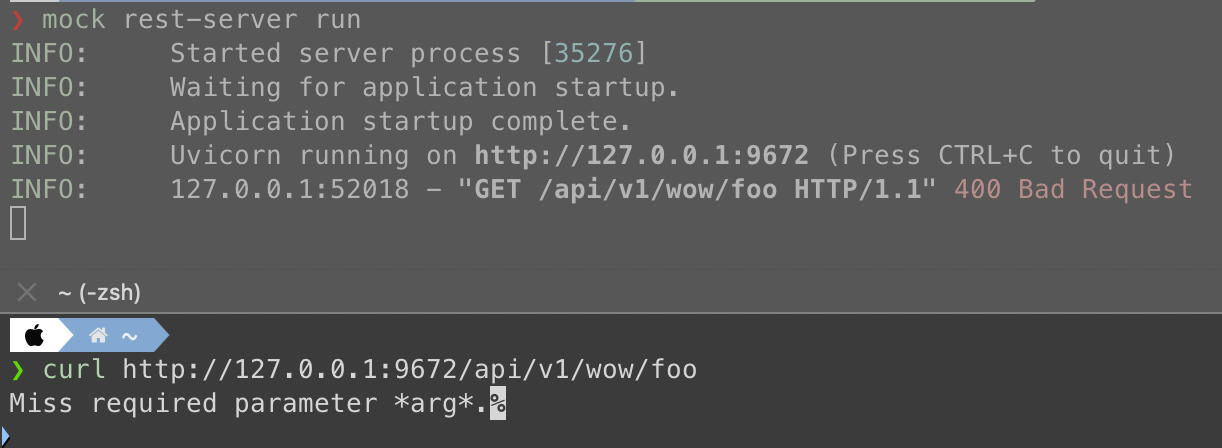 ❯ mock rest-server run
INFO:     Started server process [35276]
INFO:     Waiting for application startup.
INFO:     Application startup complete.
INFO:     Uvicorn running on http://127.0.0.1:9672 (Press CTRL+C to quit)
INFO:     127.0.0.1:52018 - "GET /api/v1/wow/foo HTTP/1.1" 400 Bad Request
~ (-zsh)
~
❯ curl http://127.0.0.1:9672/api/v1/wow/foo
Miss required parameter *arg*.%